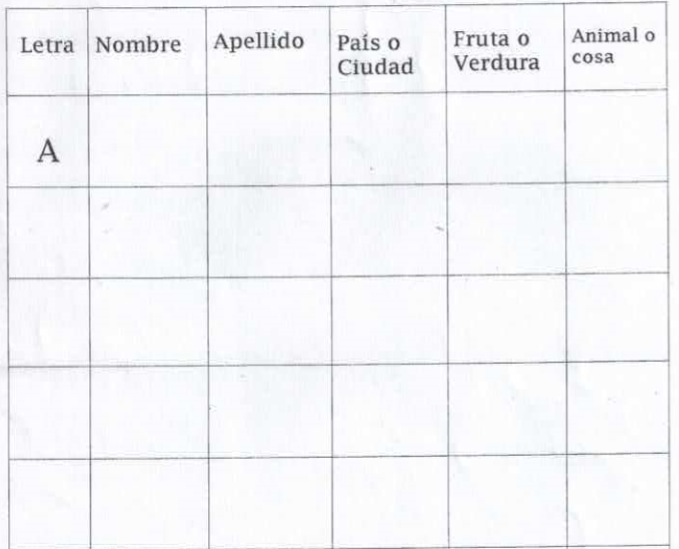 Letra Nombre Apellido País o Ciudad Fruta o Verdura Animal o cosa
A